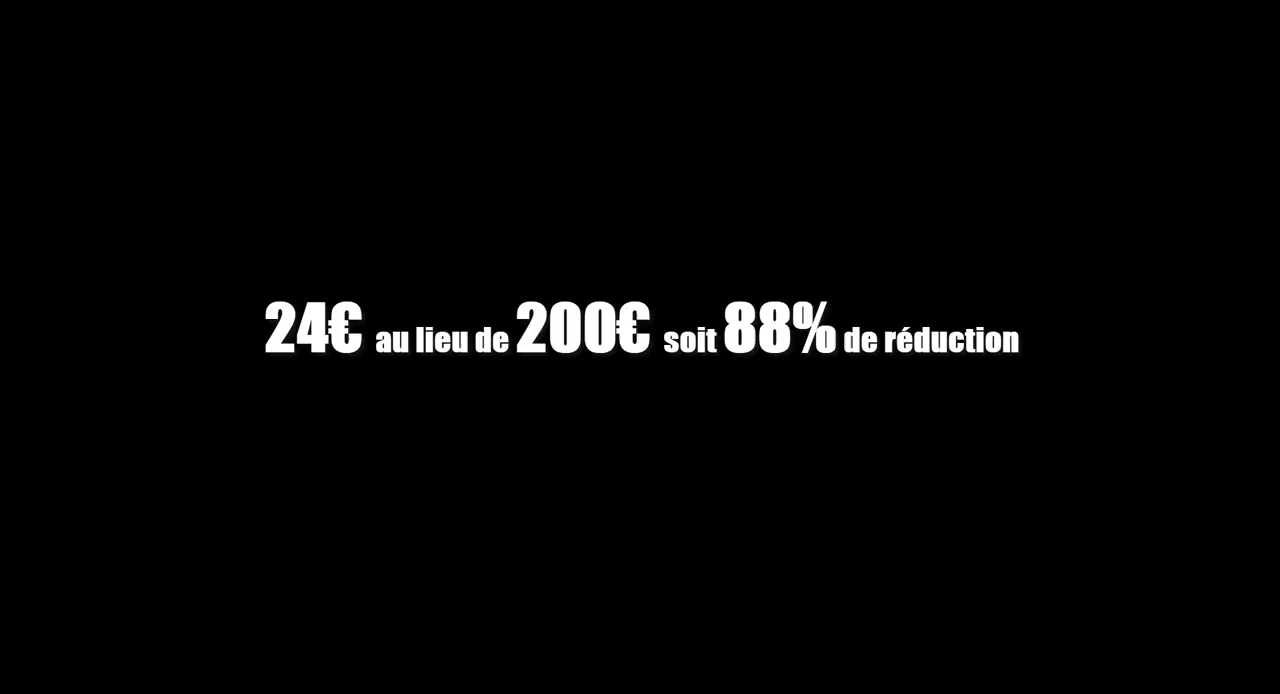 24€ au lieu de 200€ soit 88% de réduction